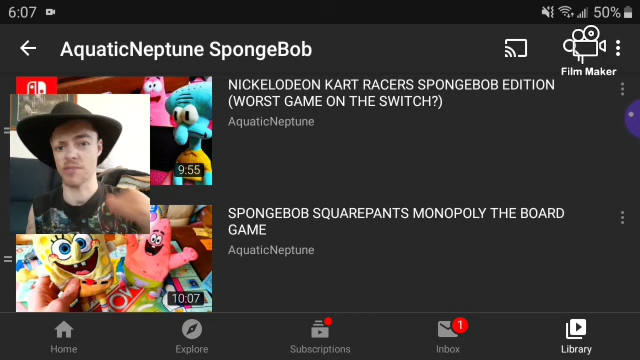 6:07
50%
AquaticNeptune SpongeBob
Film Maker
NICKELODEON KART RACERS SPONGEBOB EDITION
(WORST GAME ON THE SWITCH?)
AquaticNeptune
9:55
SPONGEBOB SQUAREPANTS MONOPOLY THE BOARD
GAME
AquaticNeptune
10:07
Home
Explore
Subscriptions
1
Inbox
Library